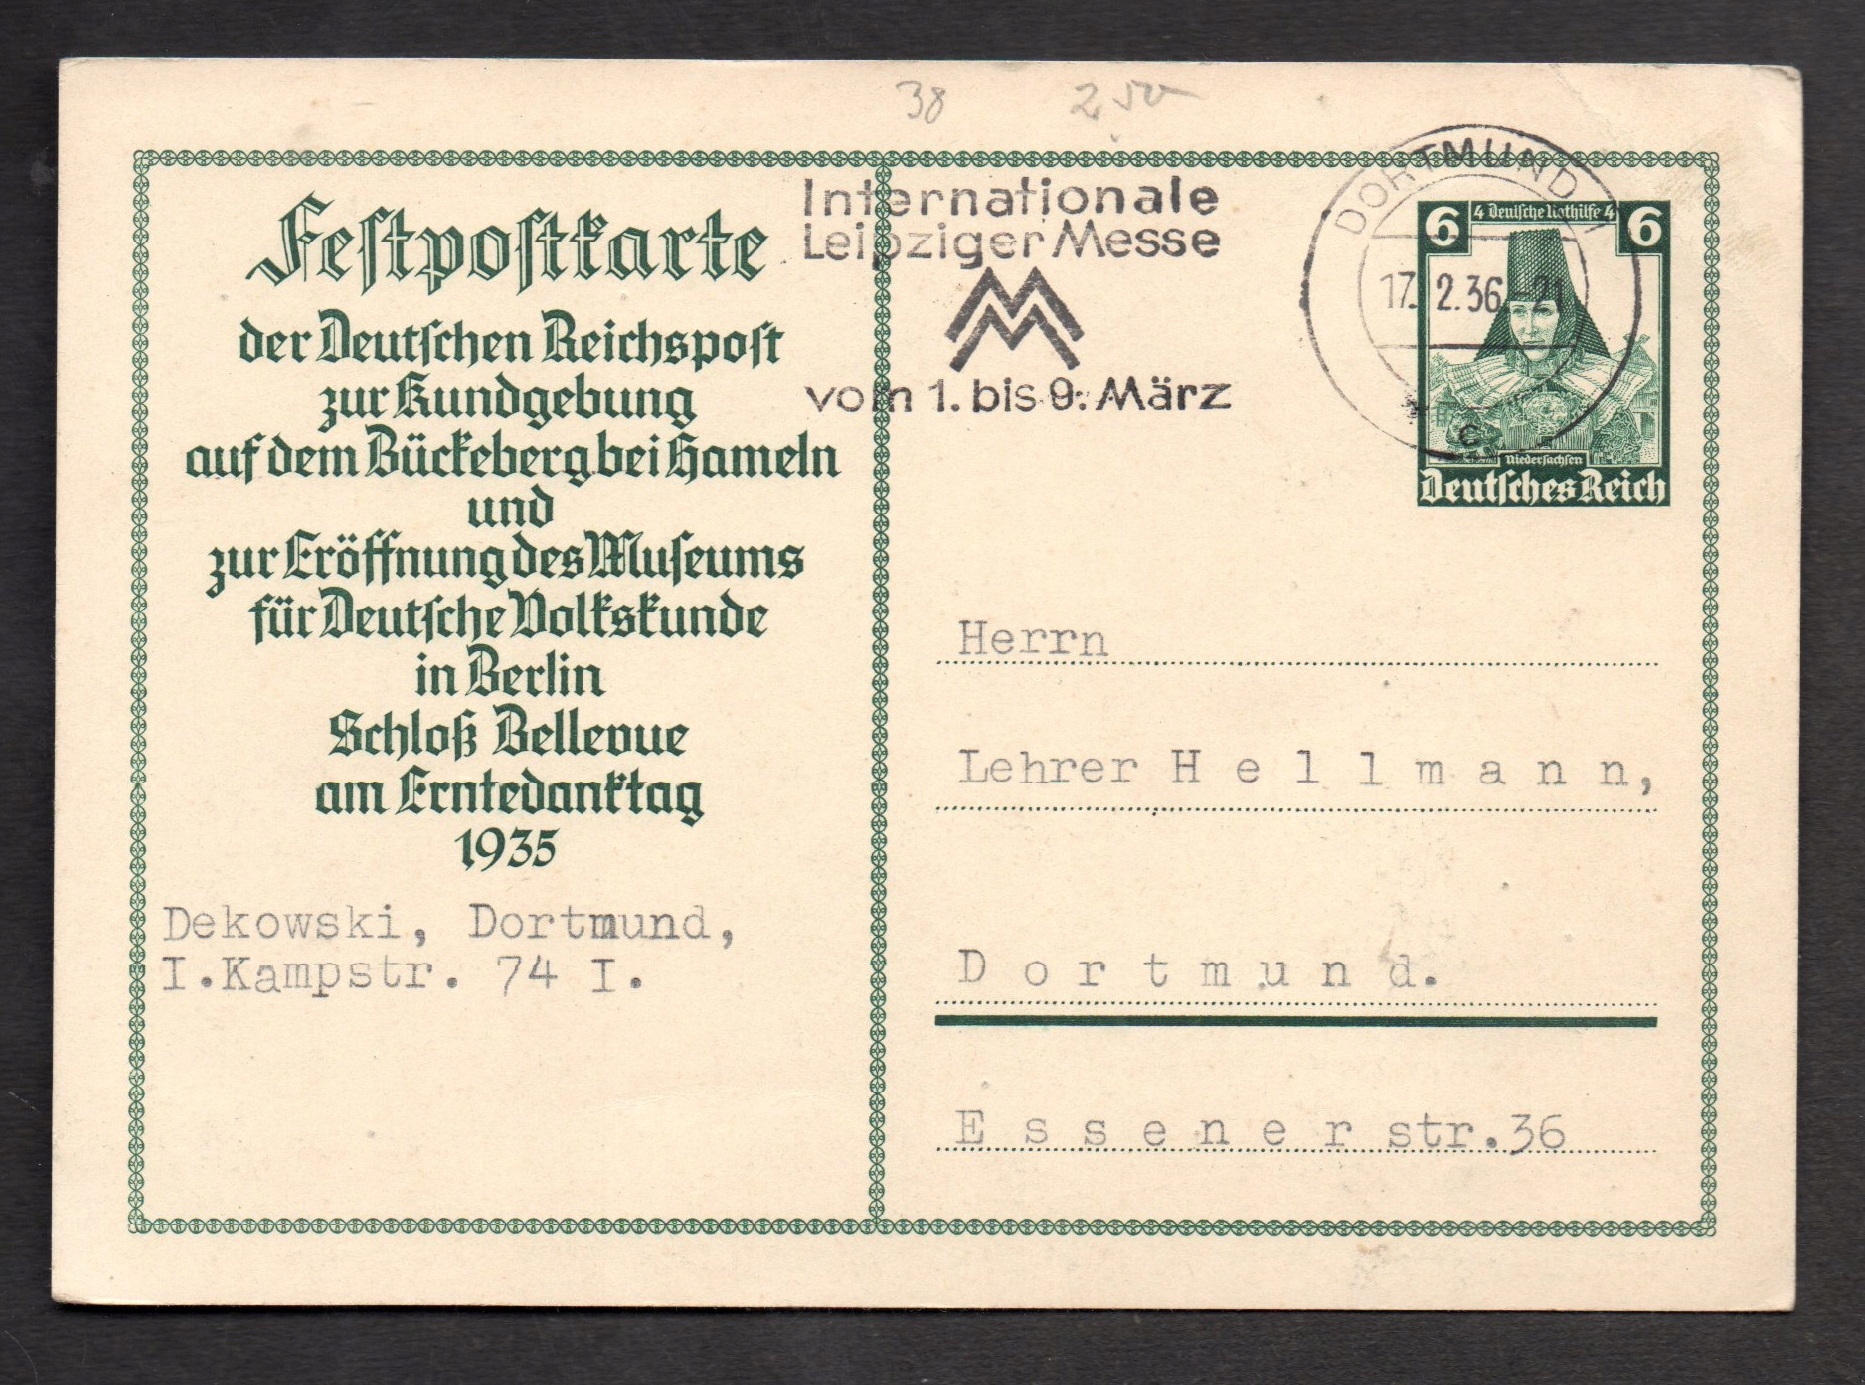 38 2 50
Festpostkarte
der Deutschen Reichspost
zur Kundgebung
auf dem Bückeberg bei Hameln
und
zur Eröffnung des Museums
für Deutsche Volkskunde
in Berlin
Schloß Bellevue
am Erntedanktag
1935
Dekowski, Dortmund,
I.Kampstr. 74 I.
Internationale
Leipziger Messe
MM
vom 1. bis 9. März
DORTMUND 1
17.2.36.-21
c
6 4 Deutsche Nothilfe 4 6
Niedersachsen
Deutsches Reich
Herrn
Lehrer H e l l m a n n,
D o r t m u n d.
E s s e n e r str.36